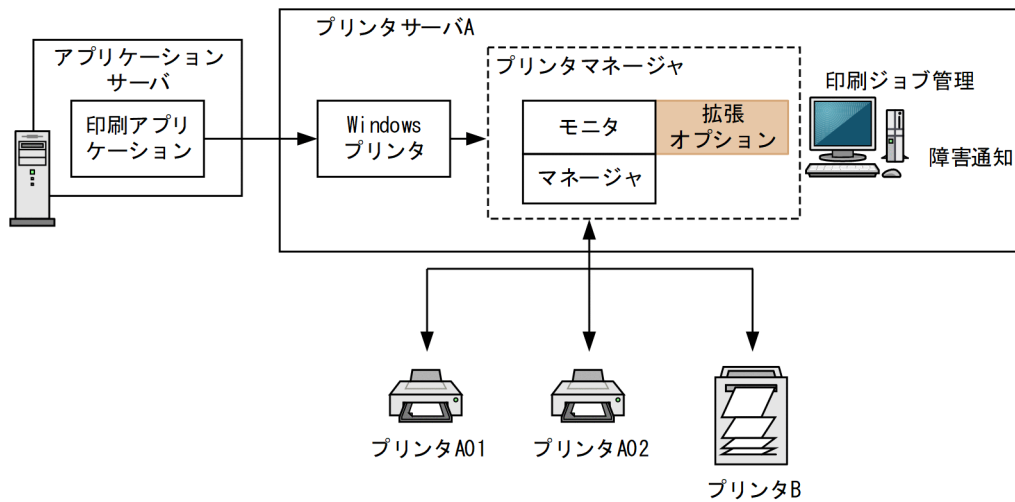 プリンタサーバA
アプリケーション
サーバ
印刷アプリ
ケーション
Windows
プリンタ
プリンタマネージャ
モニタ
拡張
オプション
マネージャ
印刷ジョブ管理
障害通知
プリンタA01
プリンタA02
プリンタB